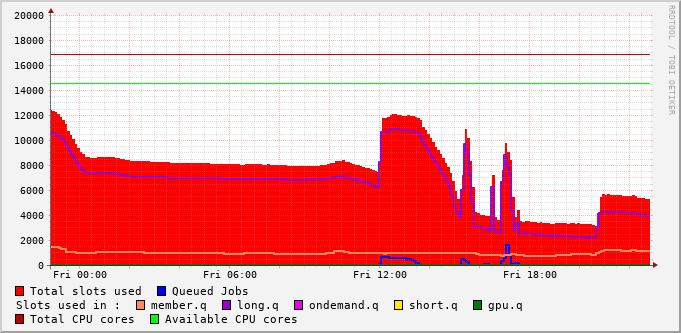 20000
18000
16000
14000
12000
10000
8000
6000
4000
2000
0
Fri 00:00 Fri 06:00 Fri 12:00 Fri 18:00
RRDTOOL / TOBI OETIKER
Total slots used Queued Jobs
Slots used in : member.q long.q ondemand.q short.q gpu.q
Total CPU cores Available CPU cores